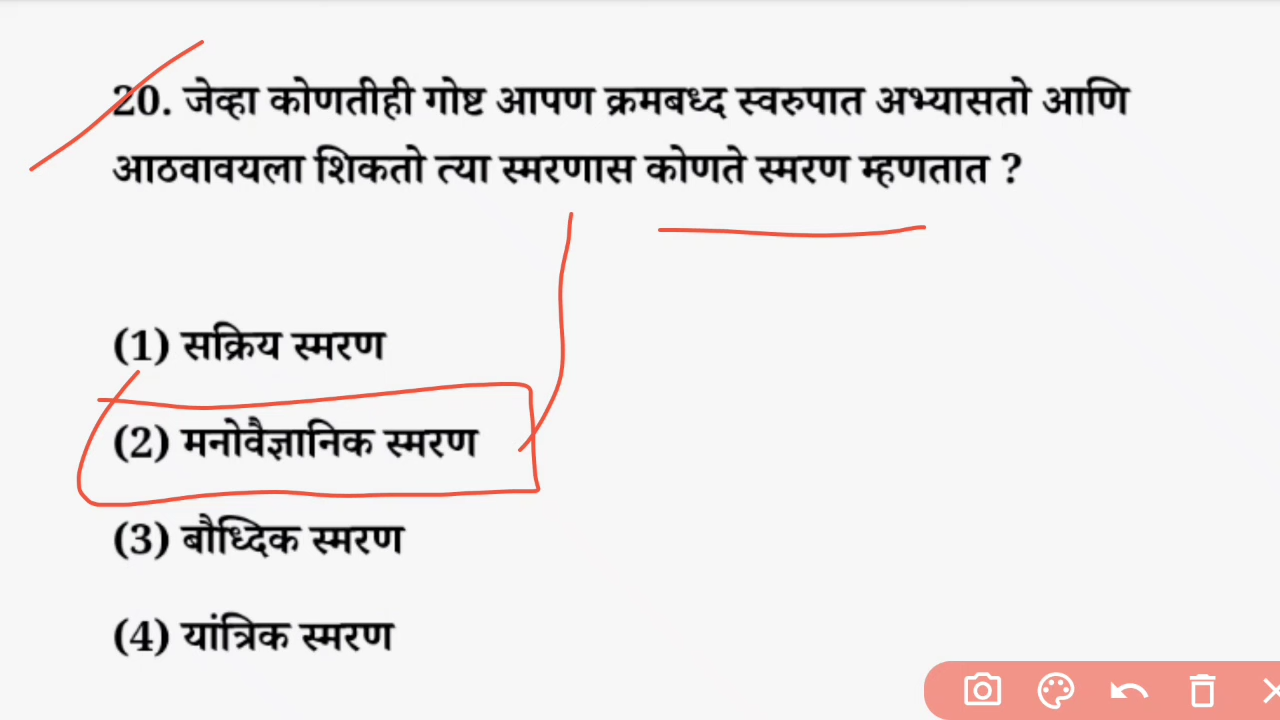 20. जेव्हा कोणतीही गोष्ट आपण क्रमबध्द स्वरुपात अभ्यासतो आणि
आठवावयला शिकतो त्या स्मरणास कोणते स्मरण म्हणतात ?
(1) सक्रिय स्मरण
(2) मनोवैज्ञानिक स्मरण
(3) बौध्दिक स्मरण
(4) यांत्रिक स्मरण